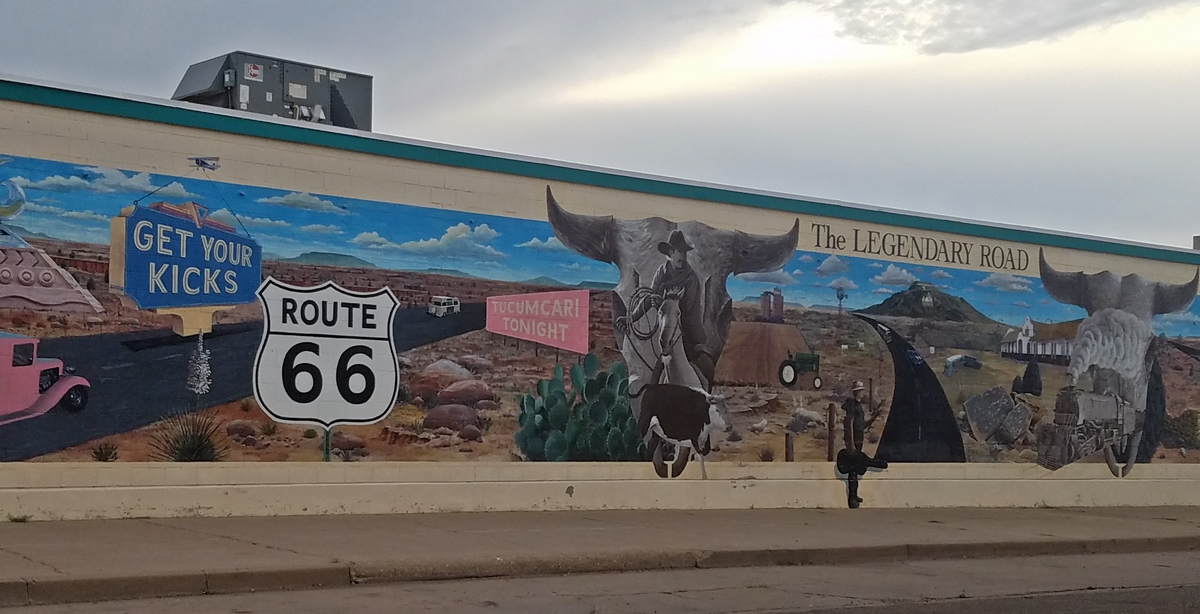 GET YOUR
KICKS
ROUTE
66
TUCUMCARI
TONIGHT
The LEGENDARY ROAD